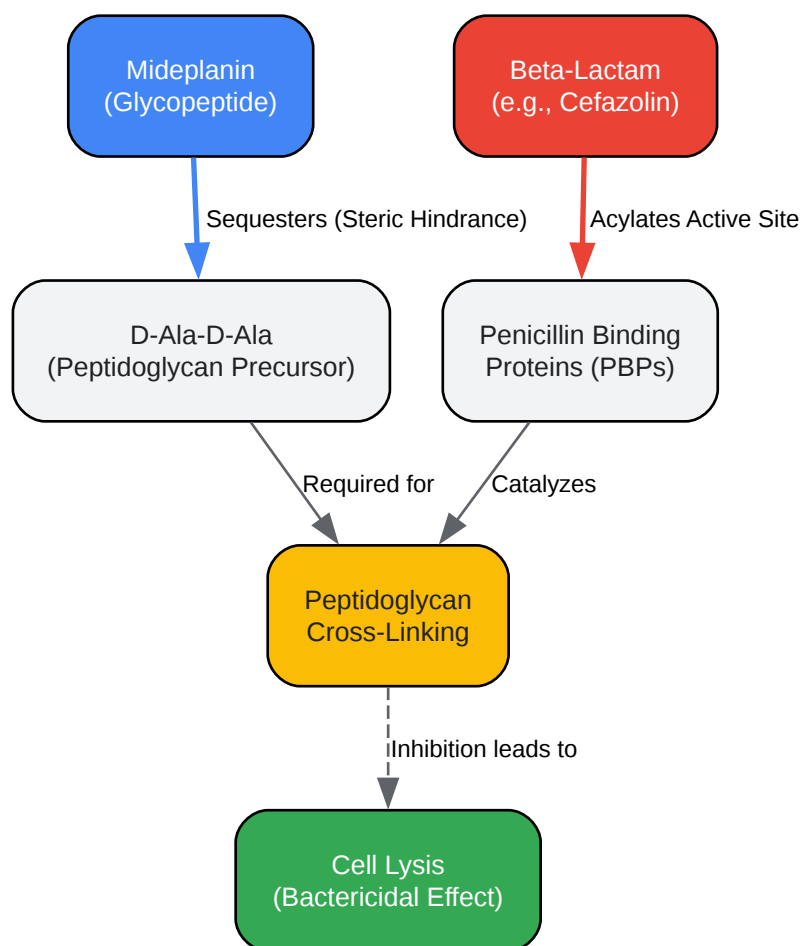 Mideplanin
(Glycopeptide)
Beta-Lactam
(e.g., Cefazolin)
Sequesters (Steric Hindrance)
Acylates Active Site
D-Ala-D-Ala
(Peptidoglycan Precursor)
Penicillin Binding
Proteins (PBPs)
Required for
Catalyzes
Peptidoglycan
Cross-Linking
Inhibition leads to
Cell Lysis
(Bactericidal Effect)